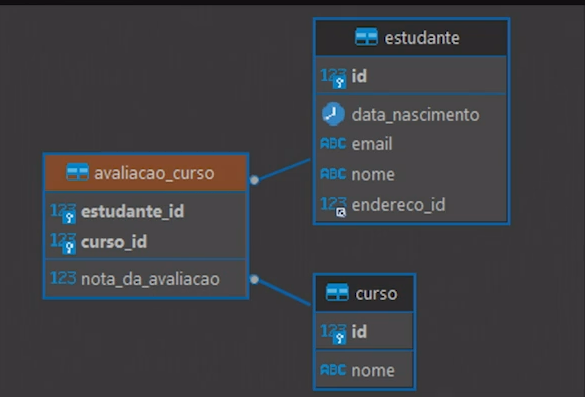 estudante
123 id
data_nascimento
ABC email
ABC nome
123 endereco_id
avaliacao_curso
123 estudante_id
123 curso_id
123 nota_da_avaliacao
curso
123 id
ABC nome